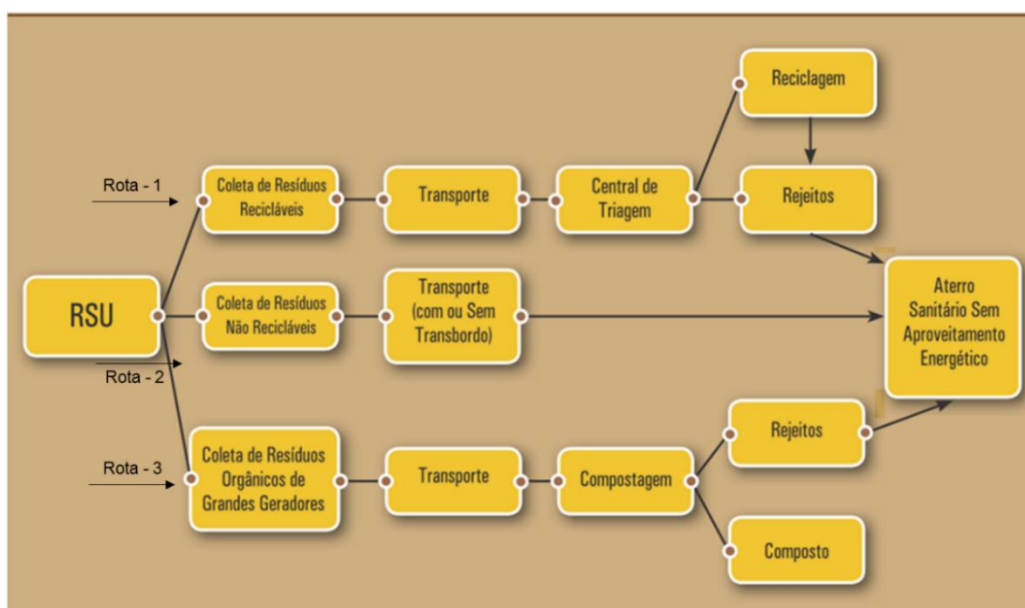 Reciclagem
Rota - 1
Coleta de Resíduos
Recicláveis
Transporte
Central de
Triagem
Rejeitos
RSU
Coleta de Resíduos
Não Recicláveis
Transporte
(com ou Sem
Transbordo)
Aterro
Sanitário Sem
Aproveitamento
Energético
Rota - 2
Rota - 3
Coleta de Resíduos
Orgânicos de
Grandes Geradores
Transporte
Compostagem
Rejeitos
Composto